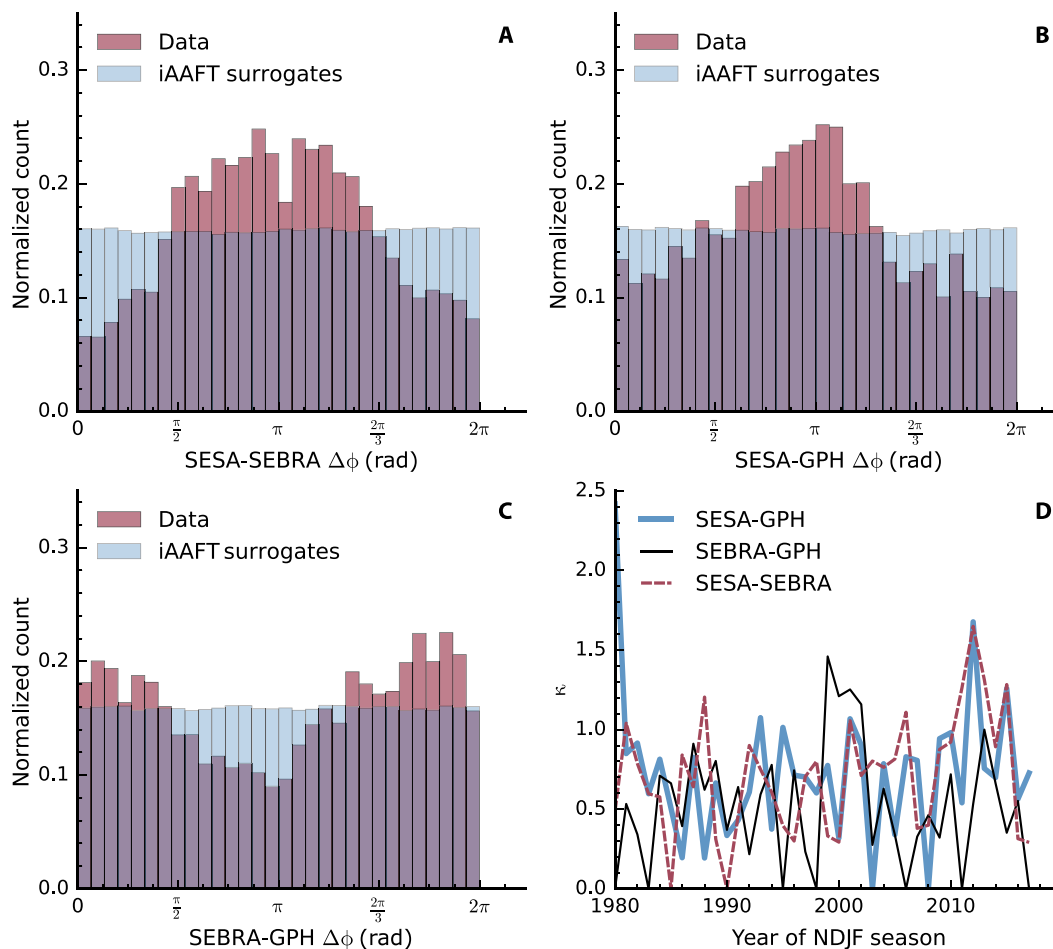 A
Data
iAAFT surrogates
0.3
0.2
0.1
0.0
Normalized count
0
π/2
π
2π/3
2π
SESA-SEBRA Δϕ (rad)
B
Data
iAAFT surrogates
0.3
0.2
0.1
0.0
Normalized count
0
π/2
π
2π/3
2π
SESA-GPH Δϕ (rad)
C
Data
iAAFT surrogates
0.3
0.2
0.1
0.0
Normalized count
0
π/2
π
2π/3
2π
SEBRA-GPH Δϕ (rad)
D
SESA-GPH
SEBRA-GPH
SESA-SEBRA
2.5
2.0
1.5
1.0
0.5
0
κ
1980
1990
2000
2010
Year of NDJF season